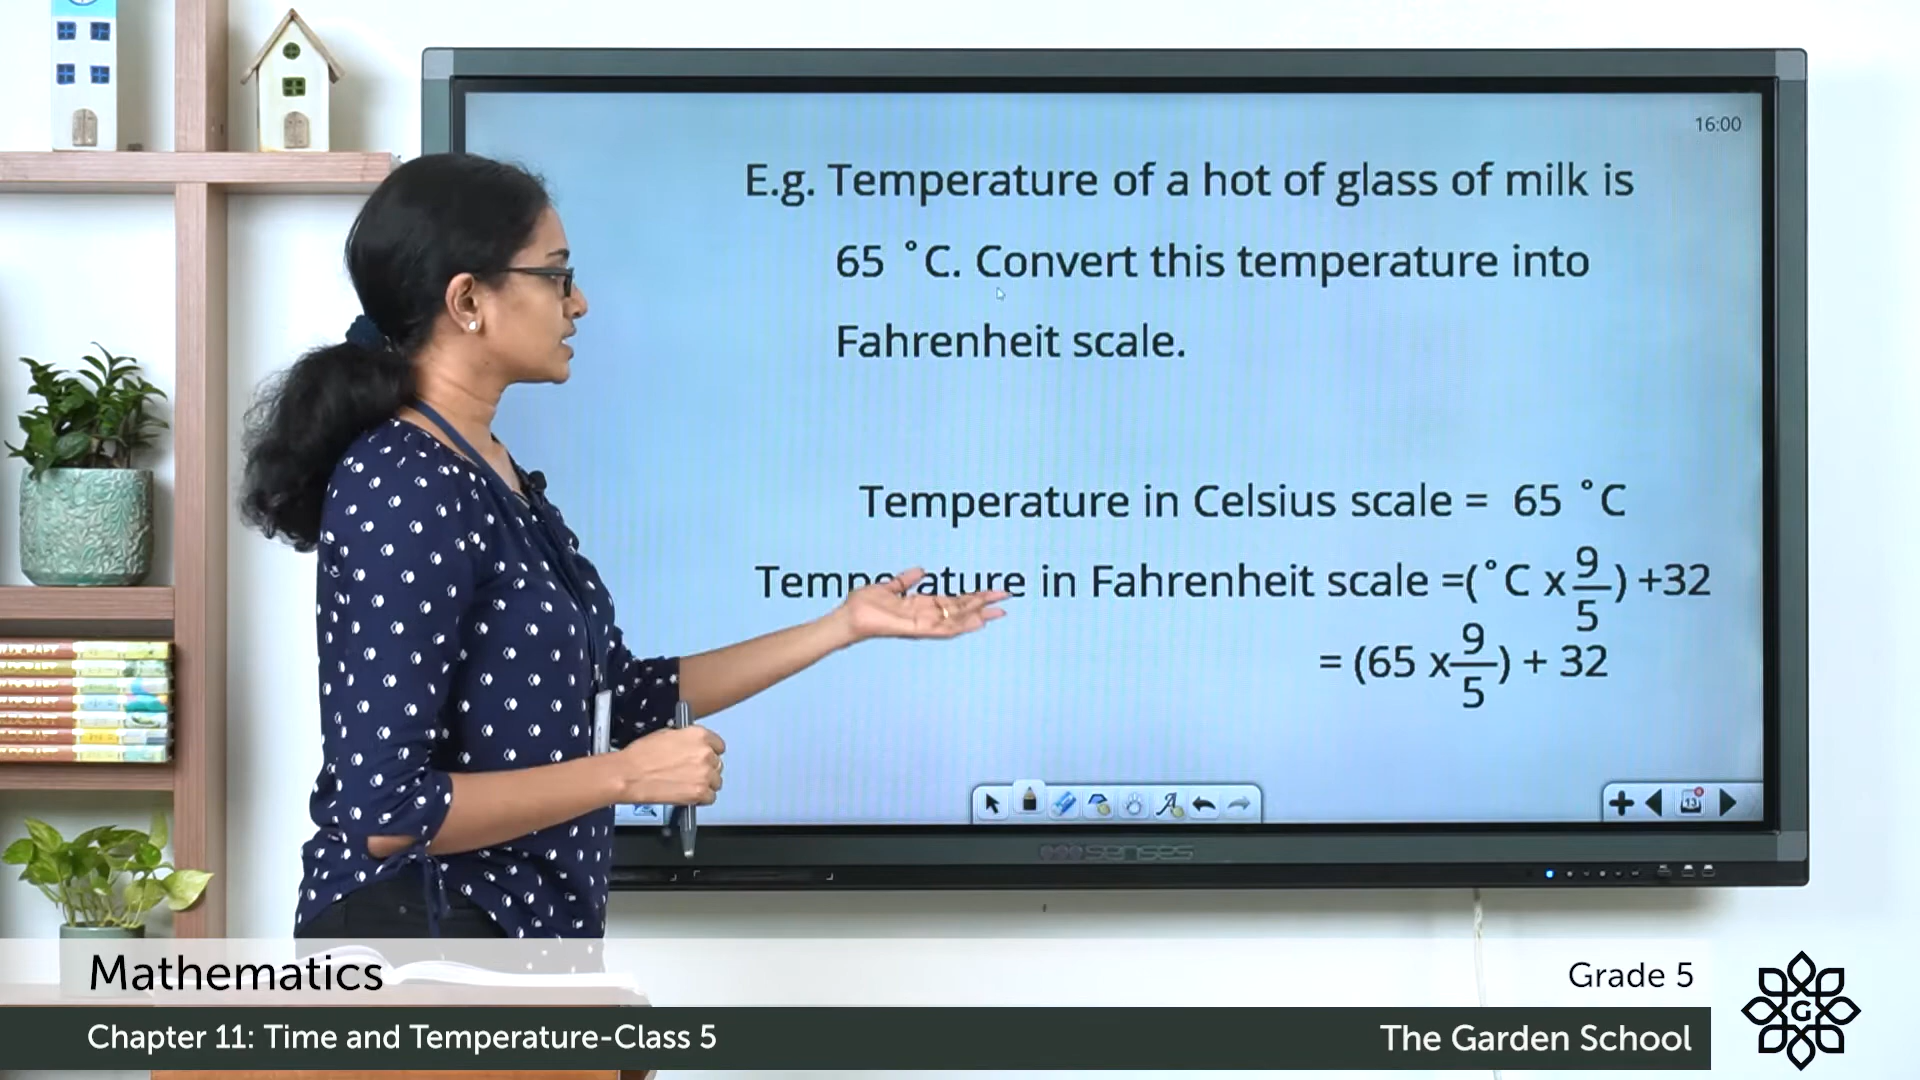 16:00
E.g. Temperature of a hot of glass of milk is
65 °C. Convert this temperature into
Fahrenheit scale.
Temperature in Celsius scale = 65 °C
Temperature in Fahrenheit scale =(°C x 9/5) +32
= (65 x 9/5) + 32
13
senses
Mathematics
Grade 5
Chapter 11: Time and Temperature-Class 5
The Garden School
G